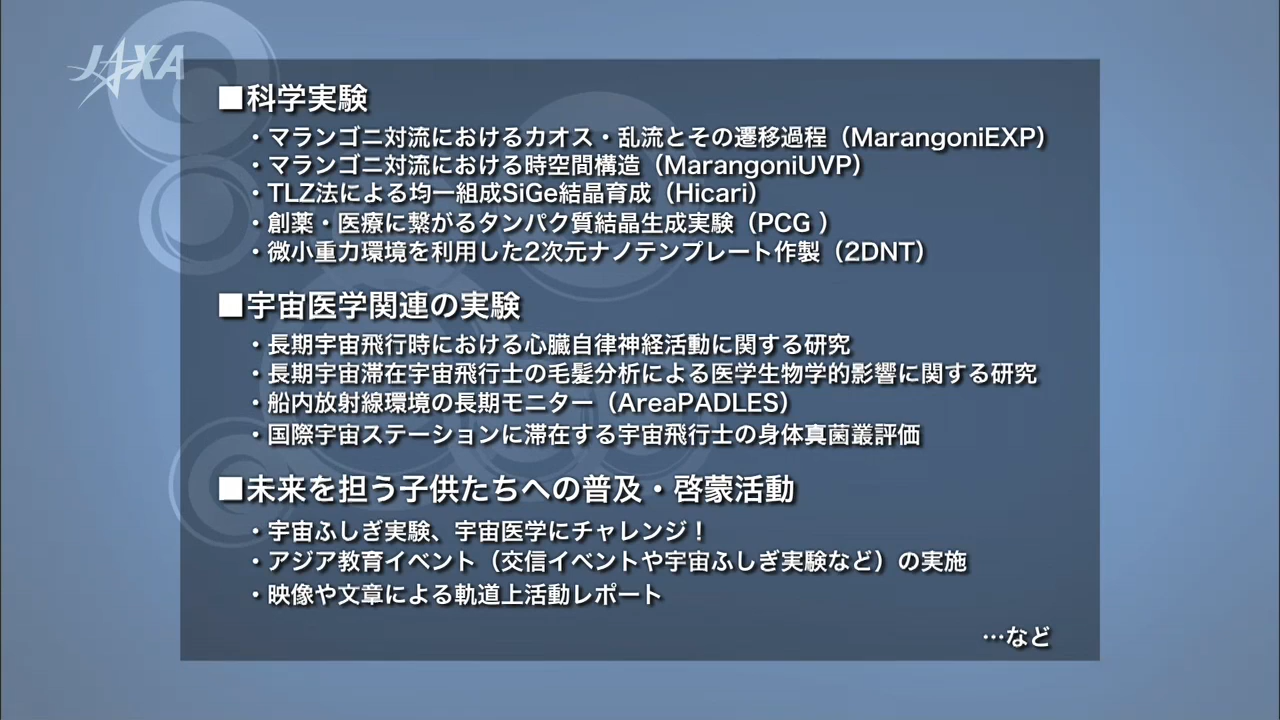 JAXA
■科学実験
・マランゴニ対流におけるカオス・乱流とその遷移過程（MarangoniEXP）
・マランゴニ対流における時空間構造（MarangoniUVP）
・TLZ法による均一組成SiGe結晶育成（Hicari）
・創薬・医療に繋がるタンパク質結晶生成実験（PCG ）
・微小重力環境を利用した2次元ナノテンプレート作製（2DNT）
■宇宙医学関連の実験
・長期宇宙飛行時における心臓自律神経活動に関する研究
・長期宇宙滞在宇宙飛行士の毛髪分析による医学生物学的影響に関する研究
・船内放射線環境の長期モニター（AreaPADLES）
・国際宇宙ステーションに滞在する宇宙飛行士の身体真菌叢評価
■未来を担う子供たちへの普及・啓蒙活動
・宇宙ふしぎ実験、宇宙医学にチャレンジ！
・アジア教育イベント（交信イベントや宇宙ふしぎ実験など）の実施
・映像や文章による軌道上活動レポート
…など